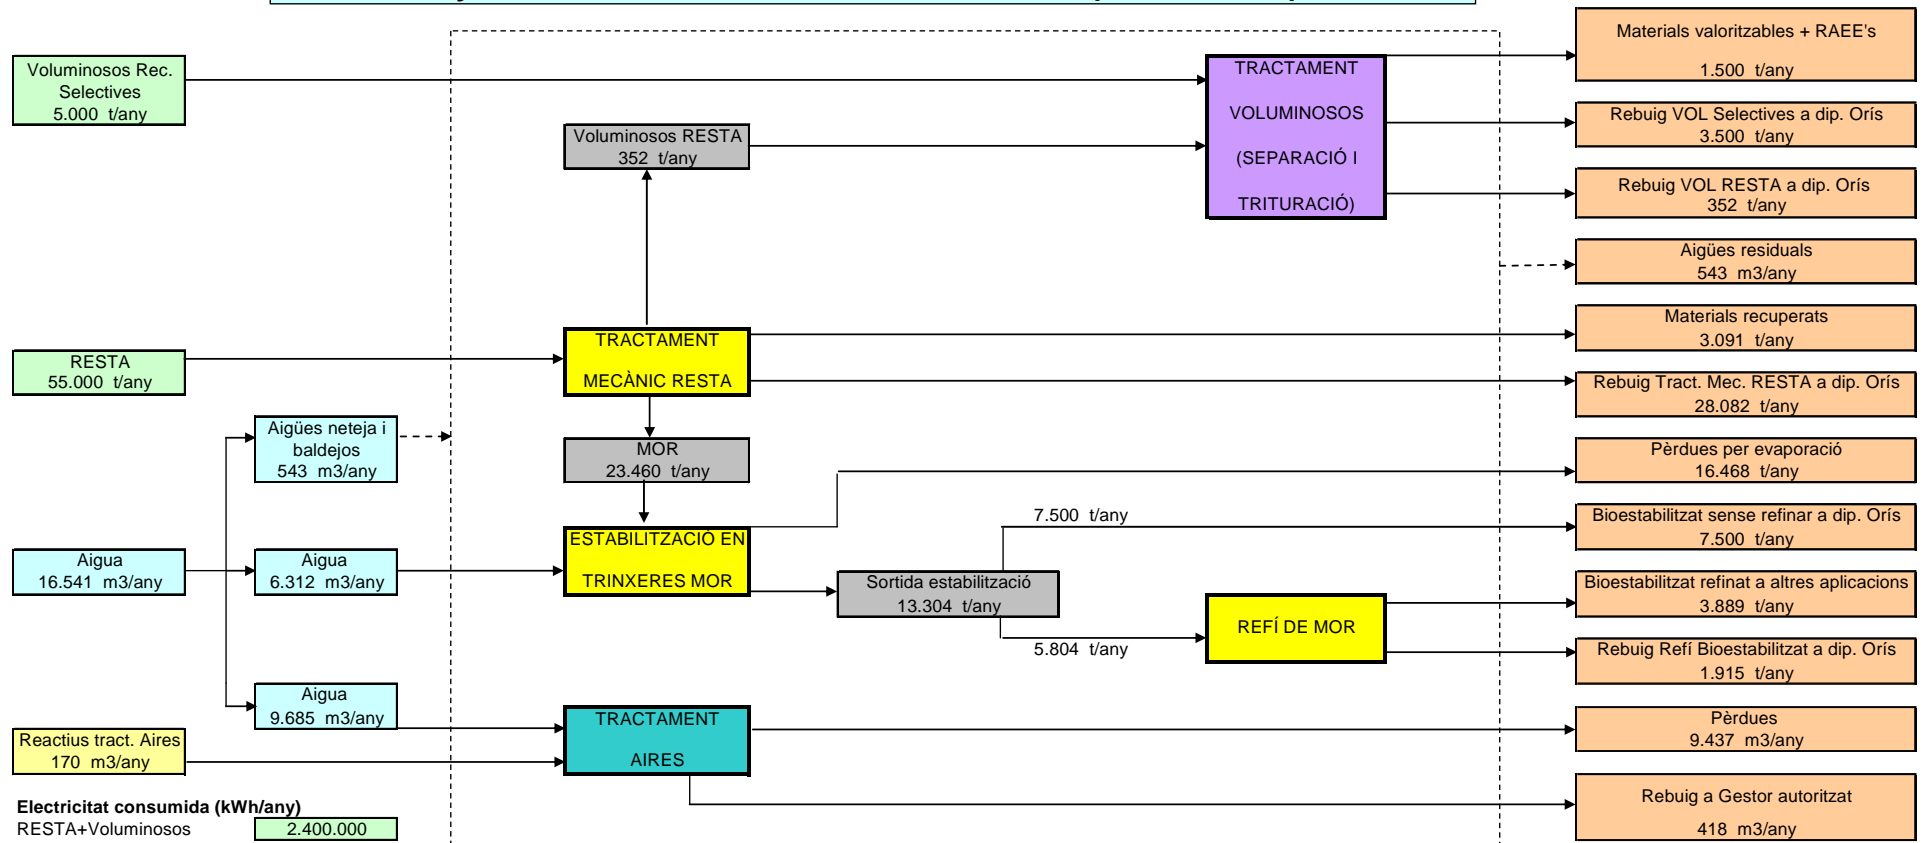 Materials valoritzables + RAEE's
1.500 t/any
Voluminosos Rec.
Selectives
5.000 t/any
TRACTAMENT
VOLUMINOSOS
(SEPARACIÓ I
TRITURACIÓ)
Rebuig VOL Selectives a dip. Orís
3.500 t/any
Voluminosos RESTA
352 t/any
Rebuig VOL RESTA a dip. Orís
352 t/any
Aigües residuals
543 m3/any
Materials recuperats
3.091 t/any
RESTA
55.000 t/any
TRACTAMENT
MECÀNIC RESTA
Rebuig Tract. Mec. RESTA a dip. Orís
28.082 t/any
Aigües neteja i
baldejos
543 m3/any
MOR
23.460 t/any
Pèrdues per evaporació
16.468 t/any
7.500 t/any
Bioestabilitzat sense refinar a dip. Orís
7.500 t/any
Aigua
16.541 m3/any
Aigua
6.312 m3/any
ESTABILITZACIÓ EN
TRINXERES MOR
Sortida estabilització
13.304 t/any
Bioestabilitzat refinat a altres aplicacions
3.889 t/any
REFÍ DE MOR
5.804 t/any
Rebuig Refí Bioestabilitzat a dip. Orís
1.915 t/any
Aigua
9.685 m3/any
TRACTAMENT
AIRES
Pèrdues
9.437 m3/any
Reactius tract. Aires
170 m3/any
Rebuig a Gestor autoritzat
418 m3/any
Electricitat consumida (kWh/any)
RESTA+Voluminosos 2.400.000